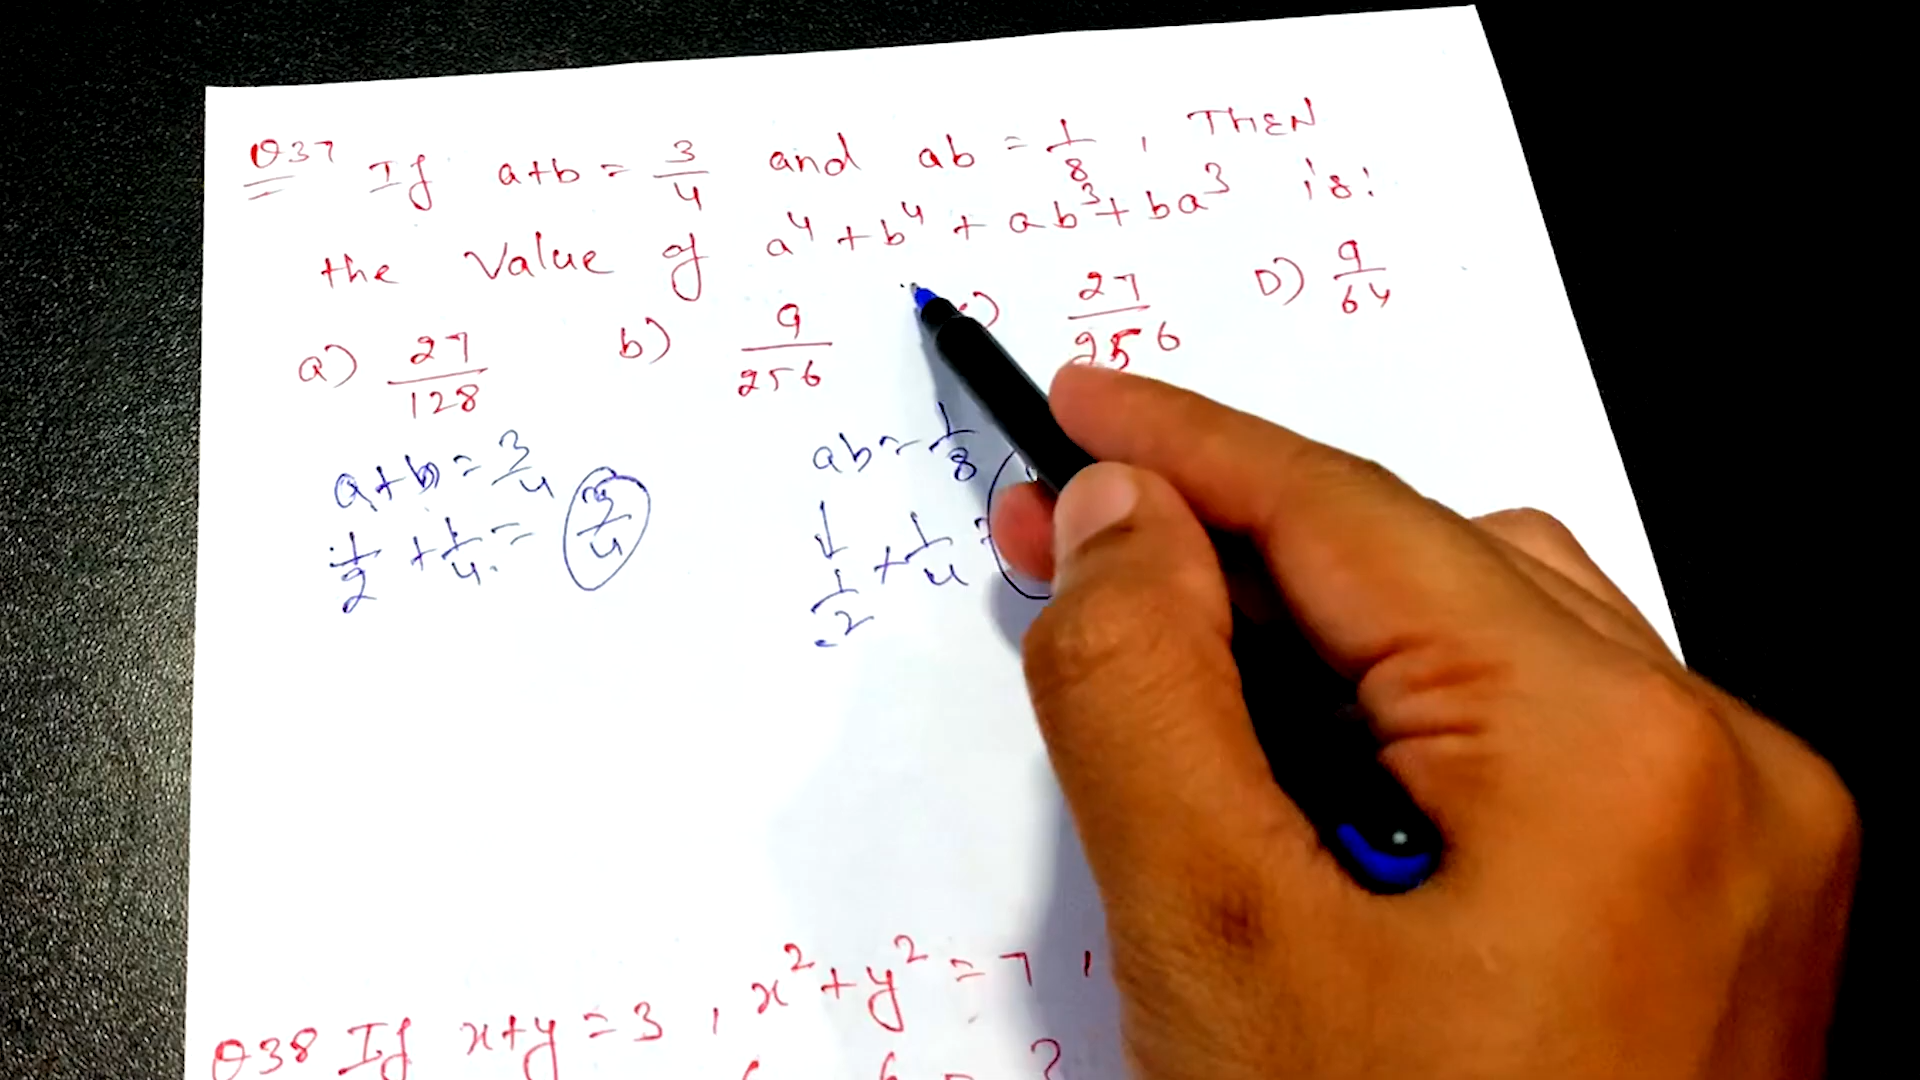 Q37 If a+b = 3/4 and ab = 1/8 , THEN
the Value of a⁴ + b⁴ + ab³ + ba³ is:
a) 27/128 b) 9/256 c) 27/256 D) 9/64
a+b = 3/4 ab = 1/8
1/2 + 1/4 = 3/4 1/2 + 1/4 =
Q38 If x+y = 3 , x² + y² = 7 ,